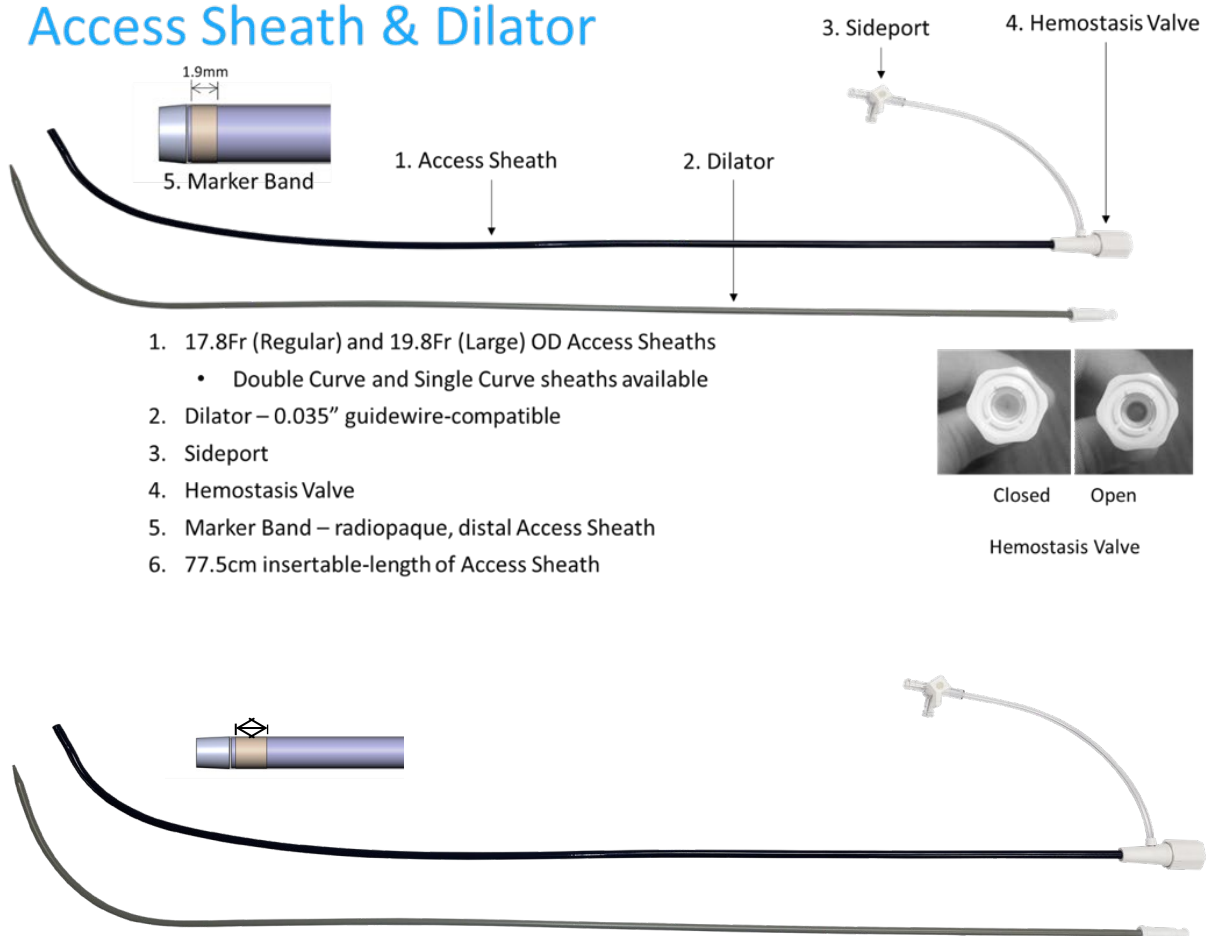 Access Sheath & Dilator
3. Sideport
4. Hemostasis Valve
1.9mm
5. Marker Band
1. Access Sheath
2. Dilator
1. 17.8Fr (Regular) and 19.8Fr (Large) OD Access Sheaths
• Double Curve and Single Curve sheaths available
2. Dilator – 0.035” guidewire-compatible
3. Sideport
4. Hemostasis Valve
5. Marker Band – radiopaque, distal Access Sheath
6. 77.5cm insertable-length of Access Sheath
Closed
Open
Hemostasis Valve